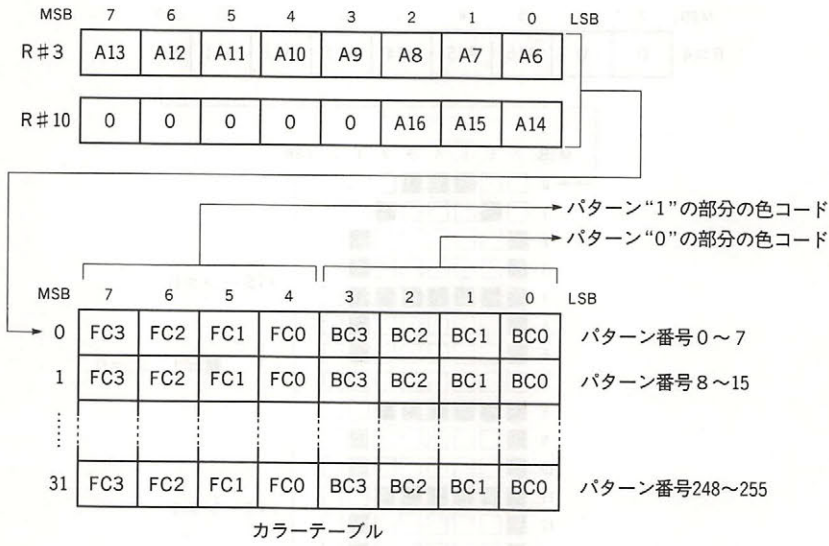 MSB 7 6 5 4 3 2 1 0 LSB
R#3 A13 A12 A11 A10 A9 A8 A7 A6
R#10 0 0 0 0 0 A16 A15 A14
パターン“1”の部分の色コード
パターン“0”の部分の色コード
MSB 7 6 5 4 3 2 1 0 LSB
0 FC3 FC2 FC1 FC0 BC3 BC2 BC1 BC0 パターン番号0〜7
1 FC3 FC2 FC1 FC0 BC3 BC2 BC1 BC0 パターン番号8〜15
……
31 FC3 FC2 FC1 FC0 BC3 BC2 BC1 BC0 パターン番号248〜255
カラーテーブル